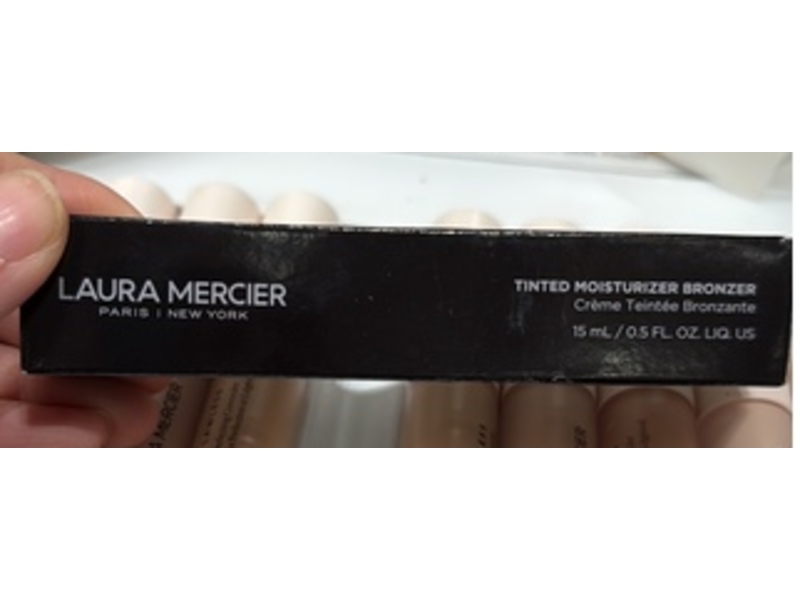 LAURA MERCIER
PARIS | NEW YORK
TINTED MOISTURIZER BRONZER
Crème Teintée Bronzante
15 mL / 0.5 FL. OZ. LIQ. US
MERCIER